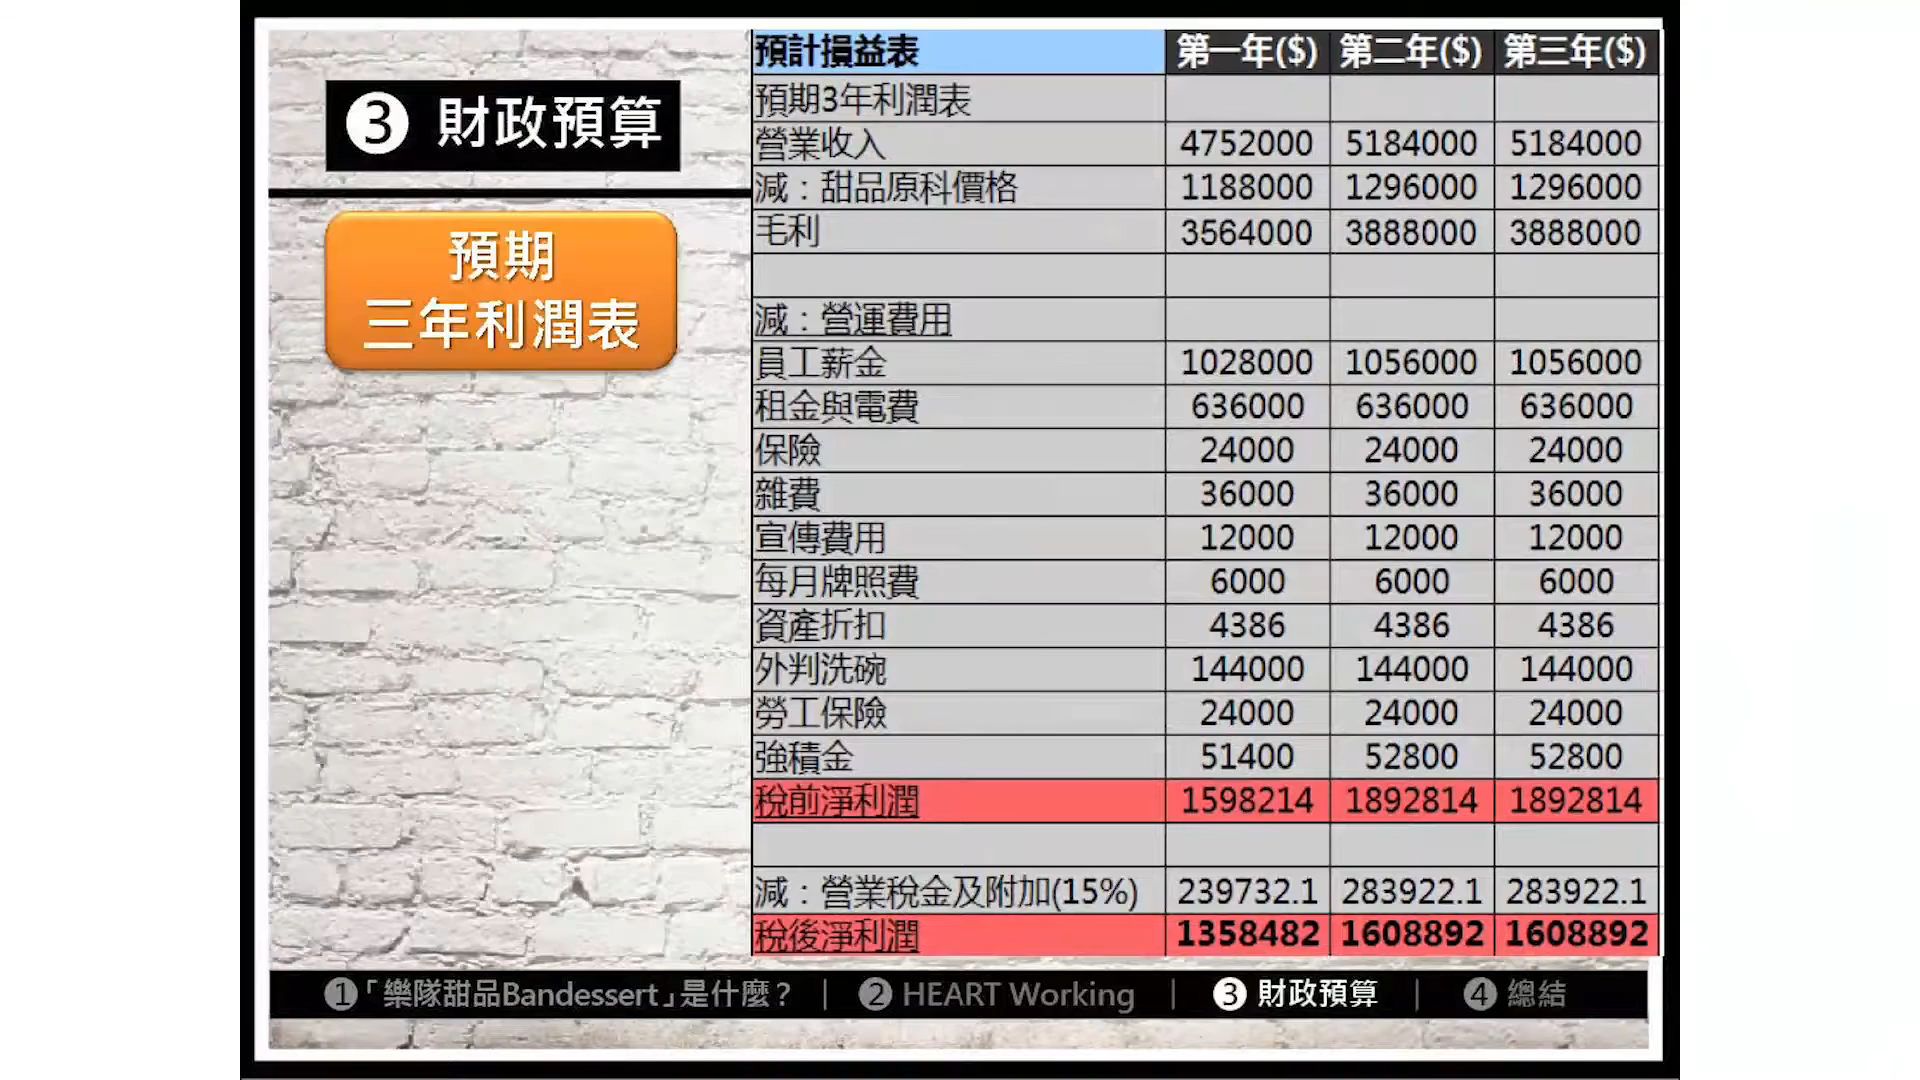 ❸ 財政預算
預期
三年利潤表
預計損益表 第一年($) 第二年($) 第三年($)
預期3年利潤表
營業收入 4752000 5184000 5184000
減：甜品原科價格 1188000 1296000 1296000
毛利 3564000 3888000 3888000
減：營運費用
員工薪金 1028000 1056000 1056000
租金與電費 636000 636000 636000
保險 24000 24000 24000
雜費 36000 36000 36000
宣傳費用 12000 12000 12000
每月牌照費 6000 6000 6000
資產折扣 4386 4386 4386
外判洗碗 144000 144000 144000
勞工保險 24000 24000 24000
強積金 51400 52800 52800
稅前淨利潤 1598214 1892814 1892814
減：營業稅金及附加(15%) 239732.1 283922.1 283922.1
稅後淨利潤 1358482 1608892 1608892
❶「樂隊甜品Bandessert」是什麼？ | ❷ HEART Working | ❸ 財政預算 | ❹ 總結